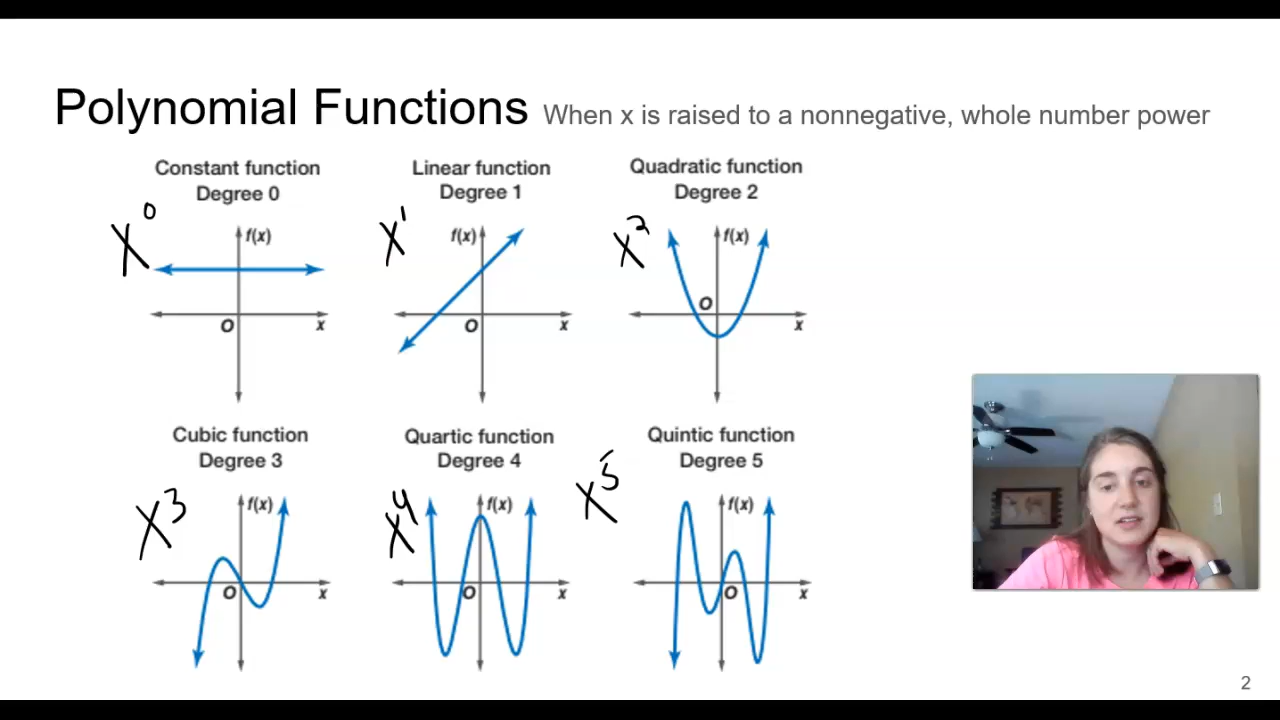 Polynomial Functions When x is raised to a nonnegative, whole number power
Constant function
Degree 0
x⁰
f(x)
O
x
Linear function
Degree 1
x¹
f(x)
O
x
Quadratic function
Degree 2
x²
f(x)
O
x
Cubic function
Degree 3
x³
f(x)
O
x
Quartic function
Degree 4
x⁴
f(x)
O
x
Quintic function
Degree 5
x⁵
f(x)
O
x
2